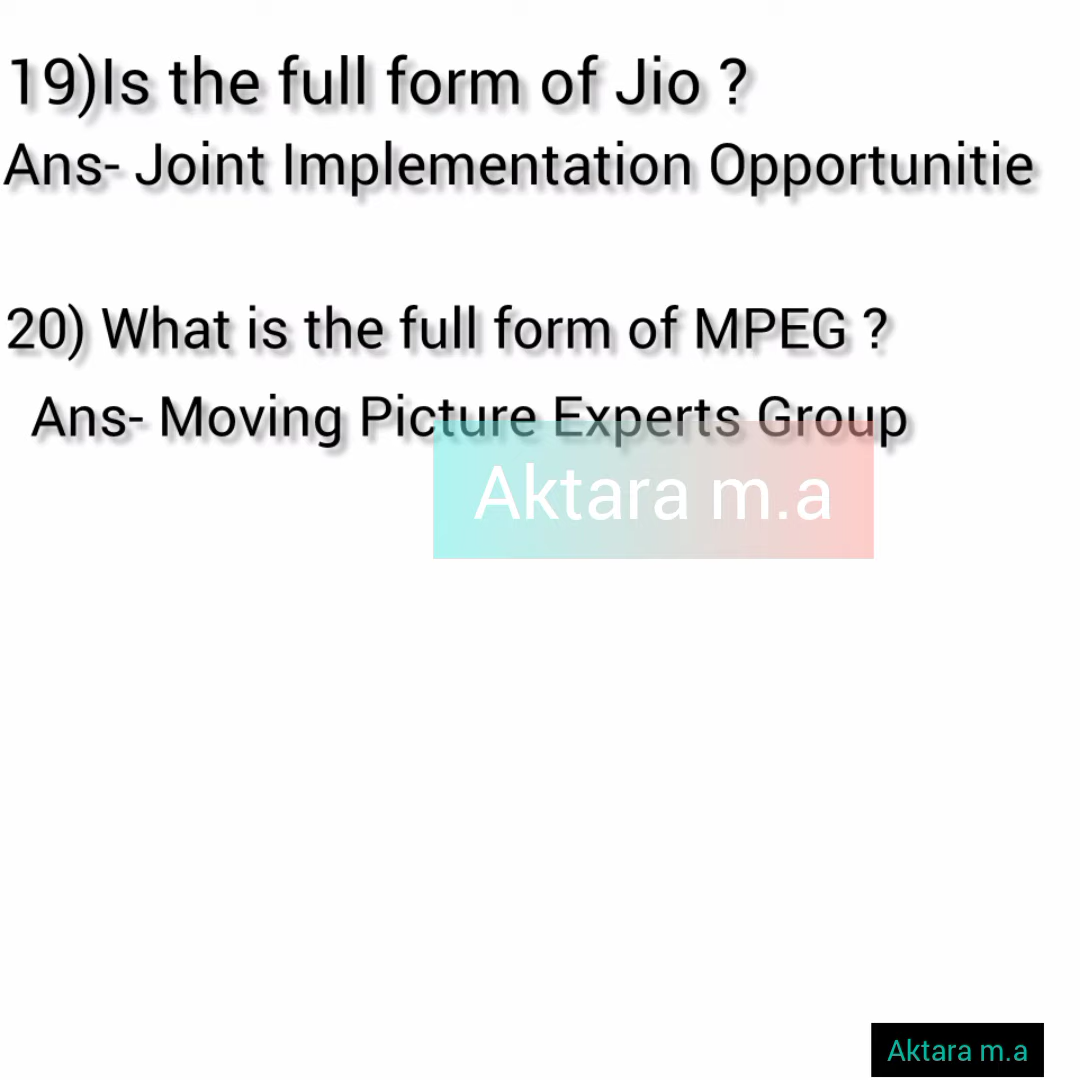 19)Is the full form of Jio ?
Ans- Joint Implementation Opportunitie
20) What is the full form of MPEG ?
Ans- Moving Picture Experts Group
Aktara m.a
Aktara m.a